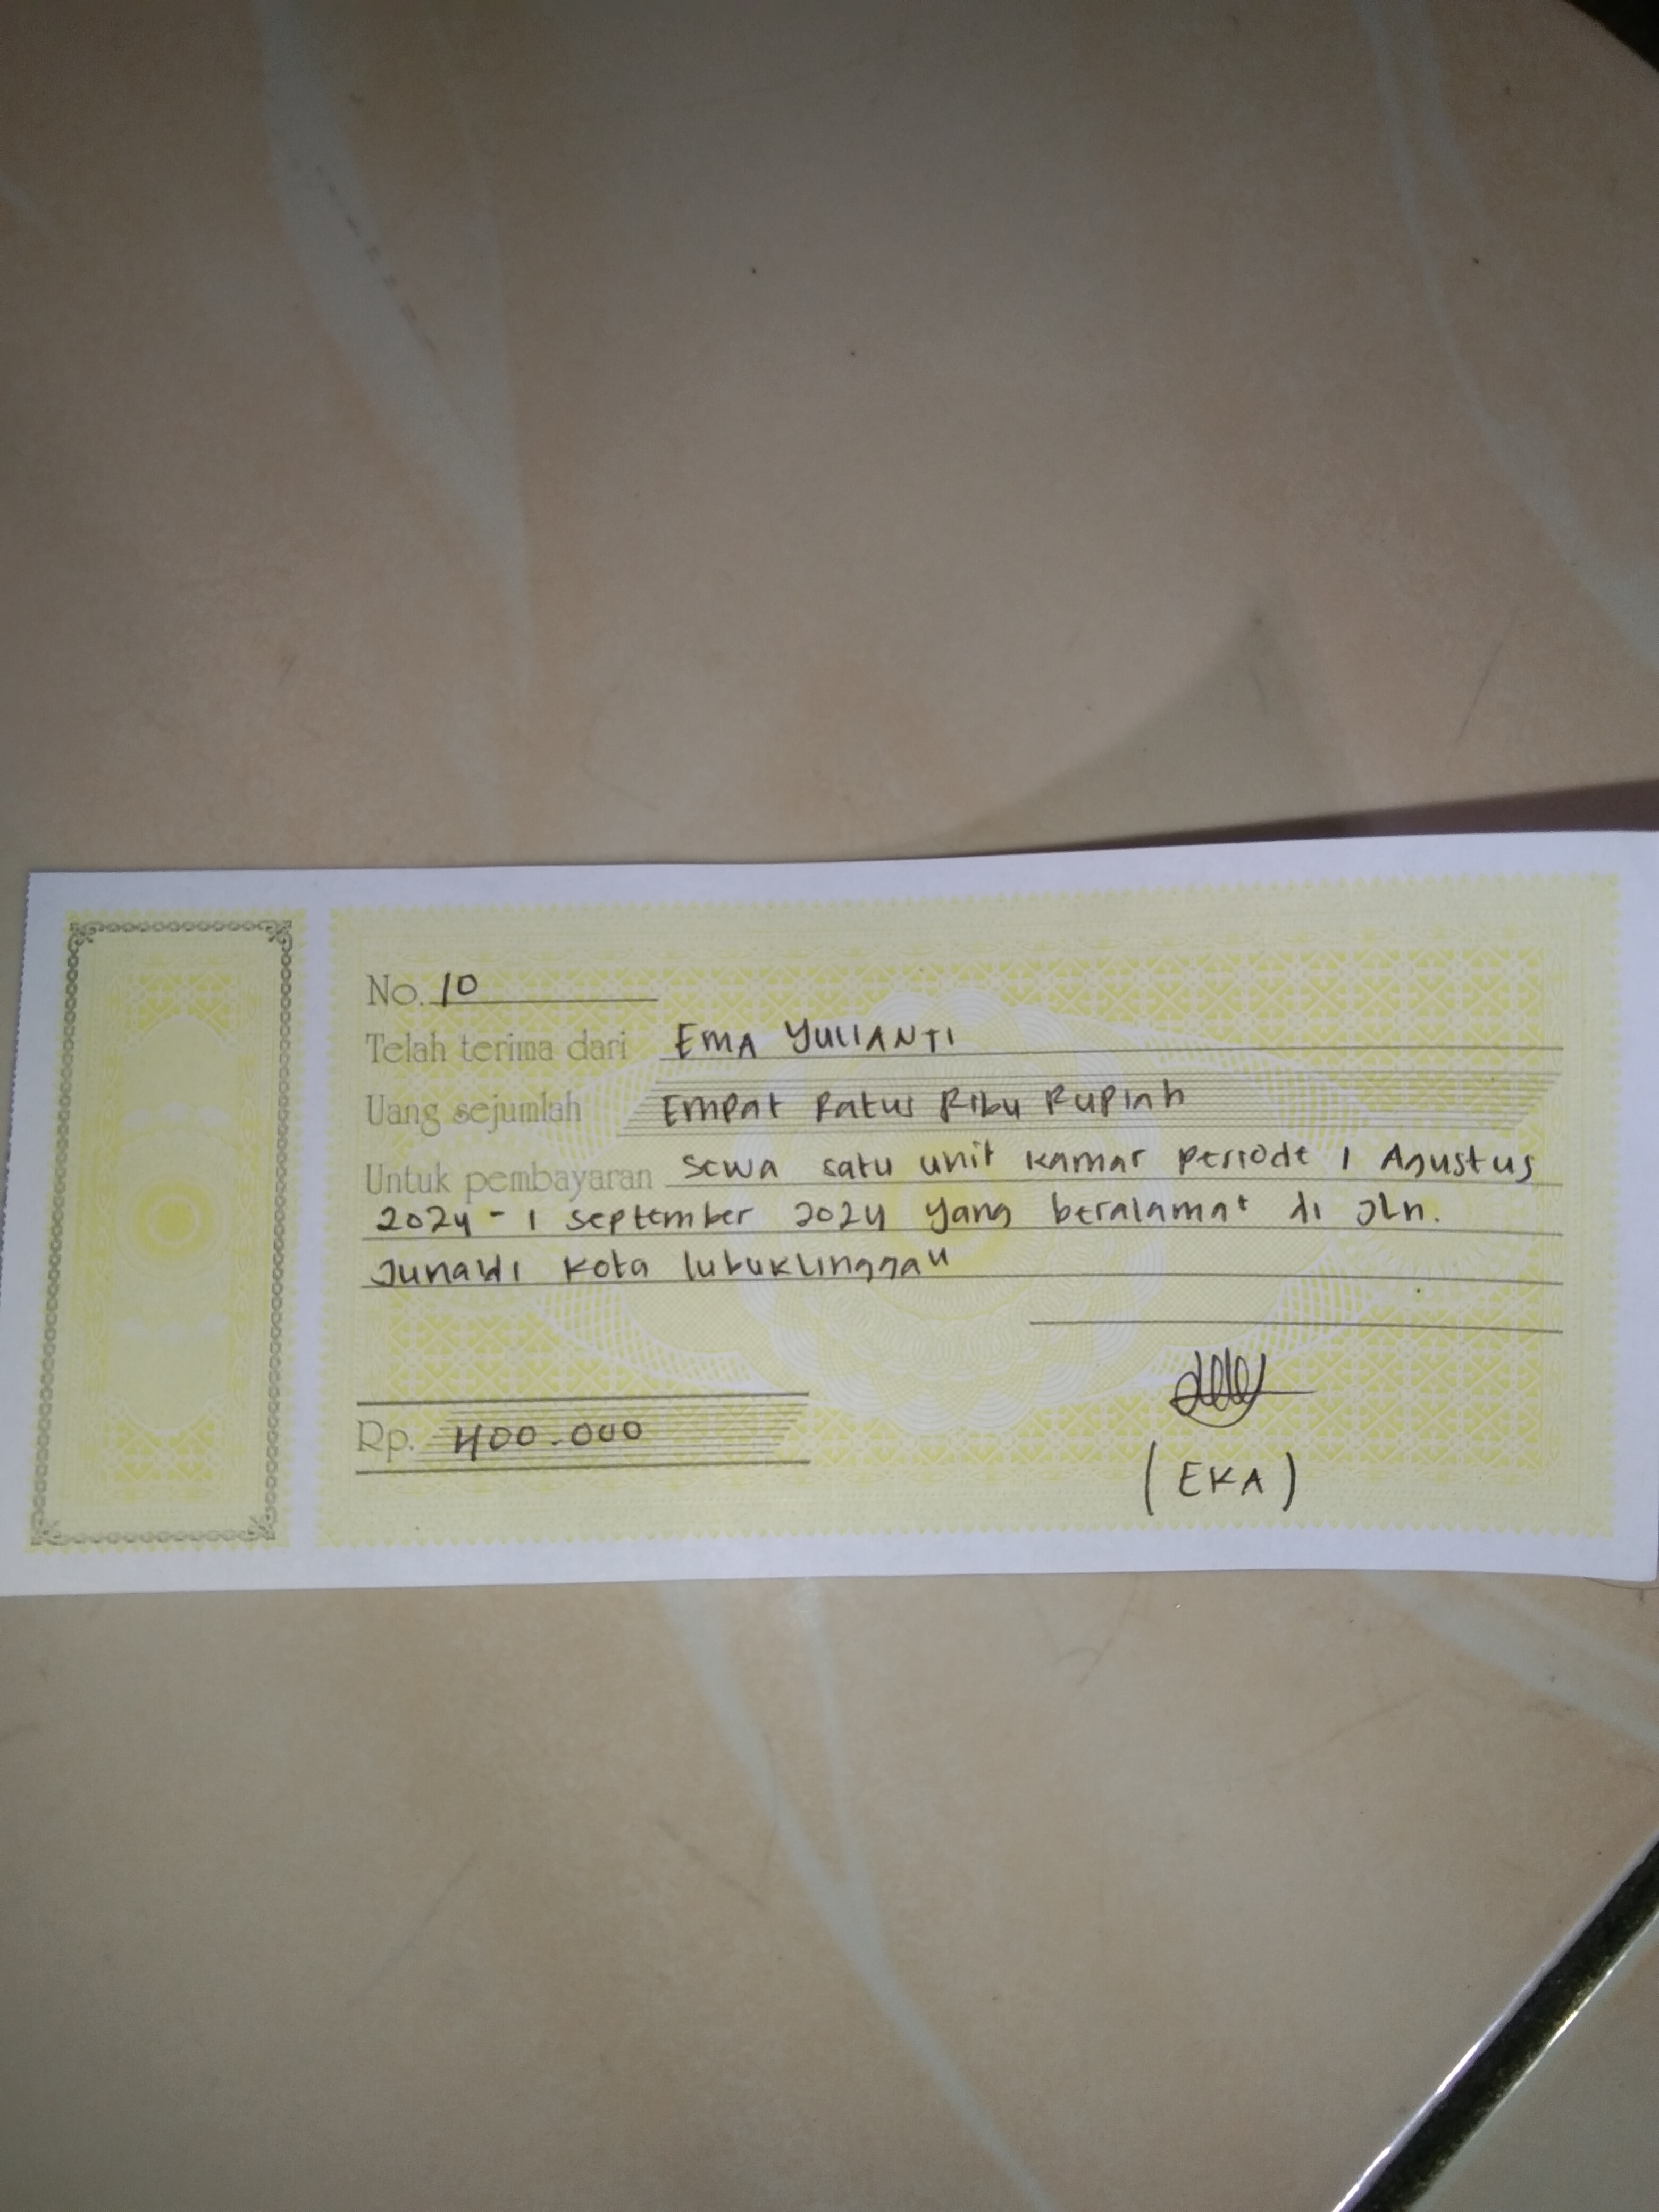 No. 10
Telah terima dari EMA YULIANTI
Uang sejumlah Empat Ratus Ribu Rupiah
Untuk pembayaran sewa satu unit kamar periode 1 Agustus
2024 - 1 september 2024 yang beralamat di Jln.
Junaidi Kota lubuklinggau
Rp. 400.000
(EKA)